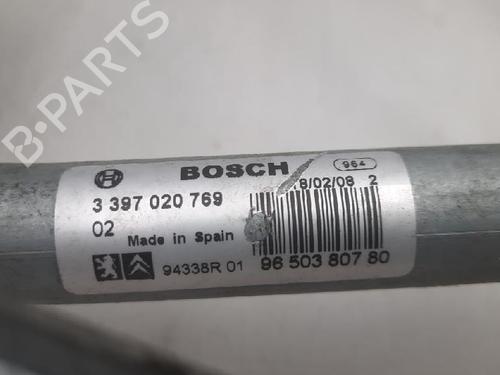 B-PARTS
BOSCH
964
3 397 020 769
18/02/08 2
02
Made in Spain
94338R 01
96 503 807 80